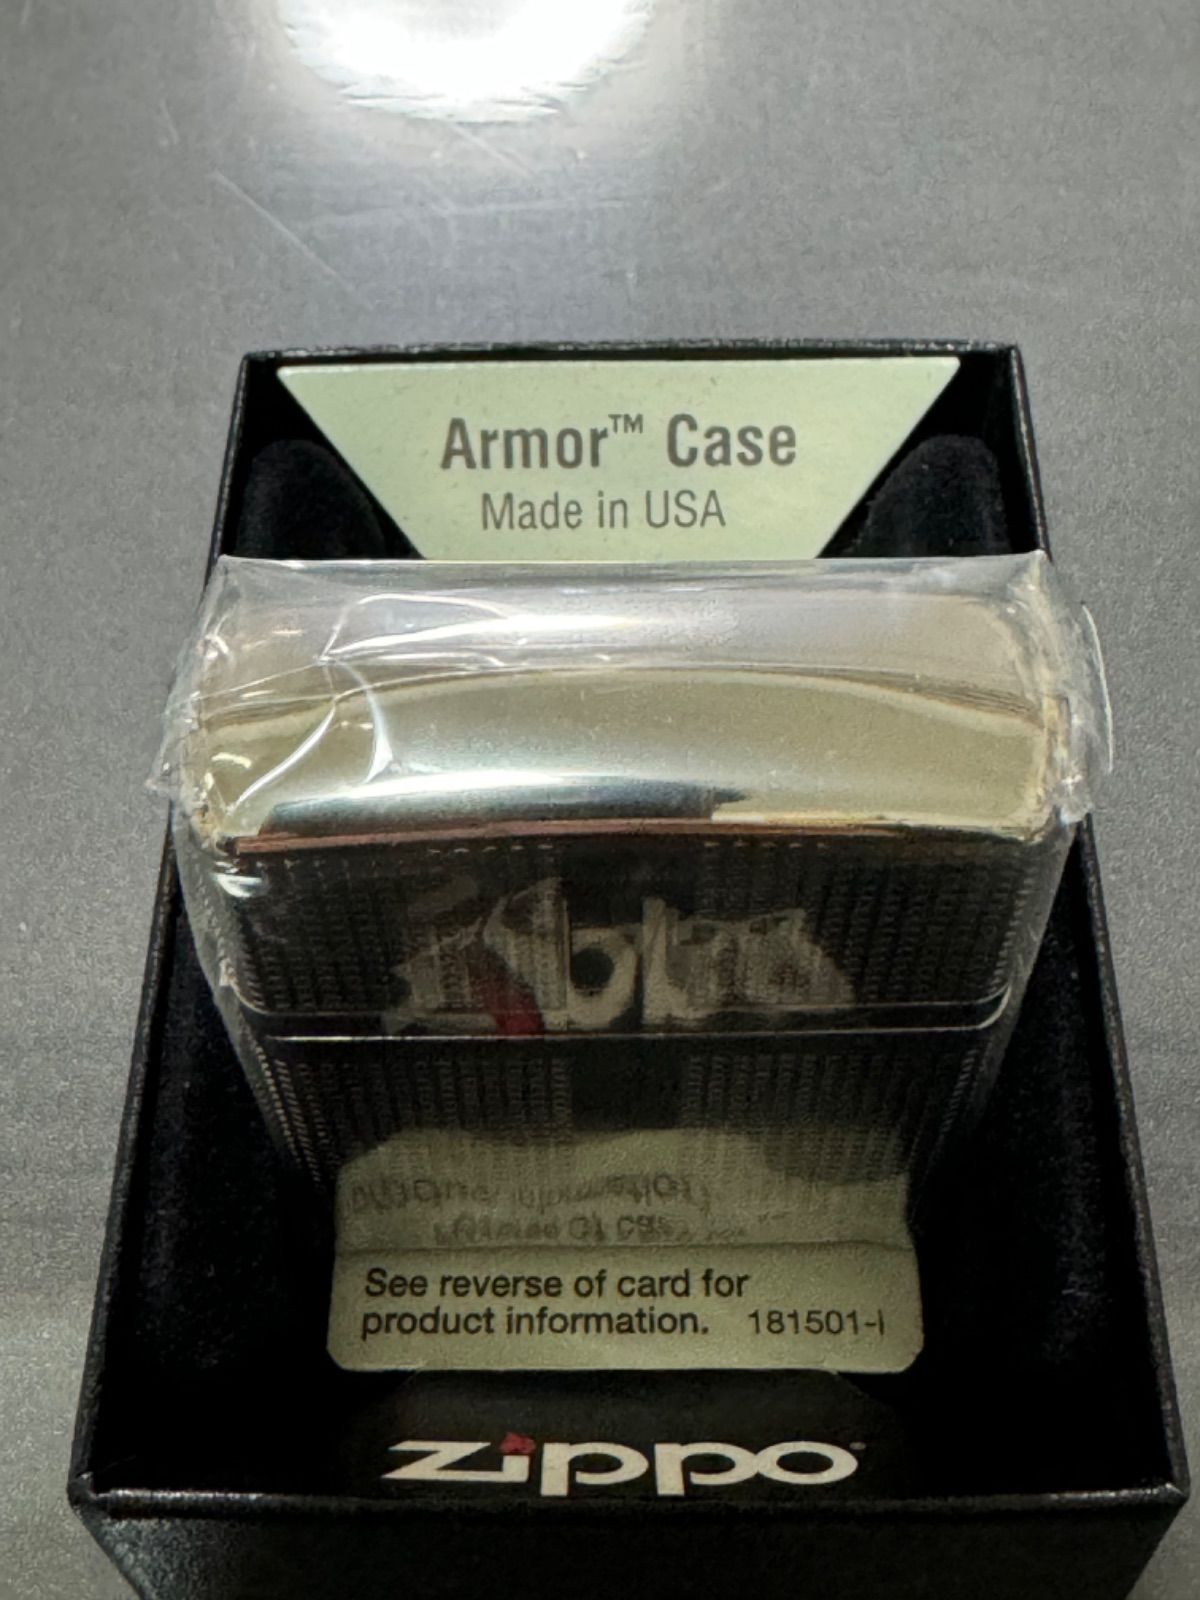 Armor™ Case
Made in USA
See reverse of card for
product information. 181501-I
zippo